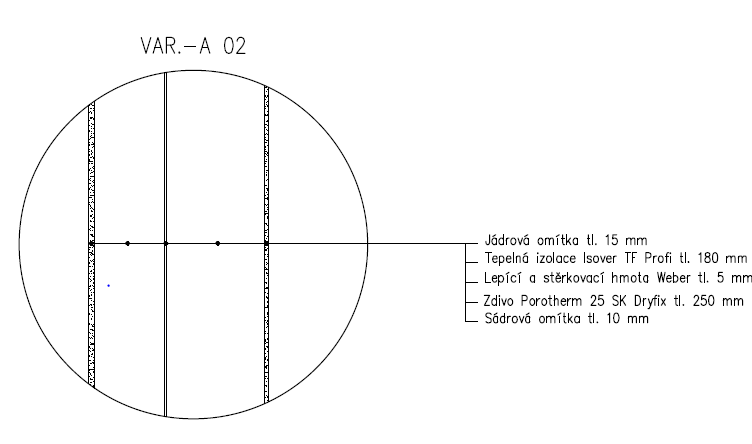 VAR.-A 02
Jádrová omítka tl. 15 mm
Tepelná izolace Isover TF Profi tl. 180 mm
Lepící a stěrkovací hmota Weber tl. 5 mm
Zdivo Porotherm 25 SK Dryfix tl. 250 mm
Sádrová omítka tl. 10 mm